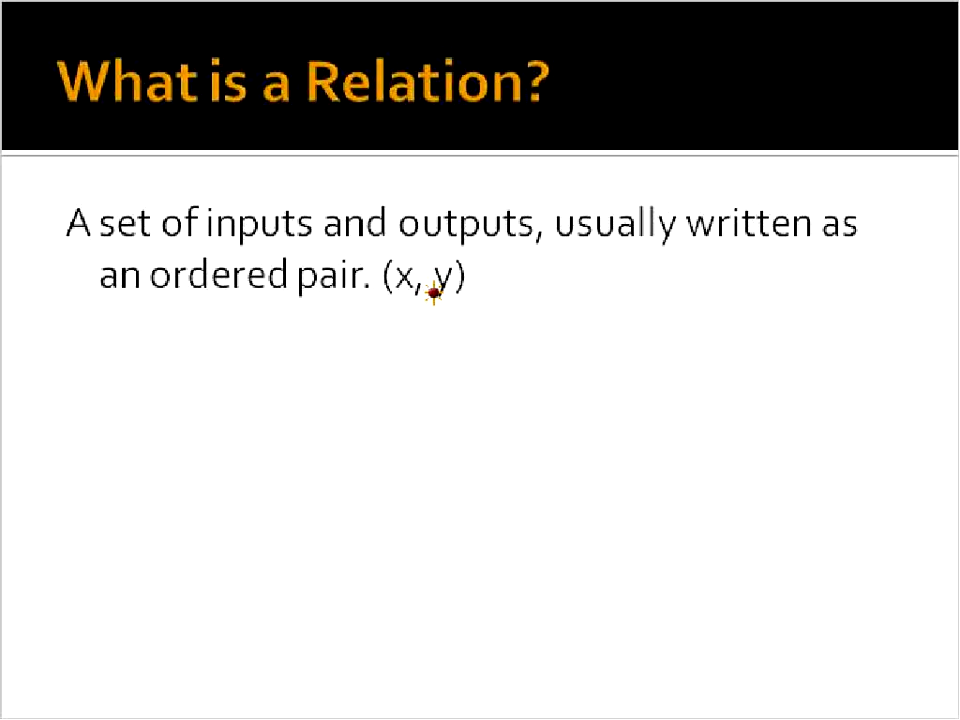 What is a Relation?
A set of inputs and outputs, usually written as
an ordered pair. (x, y)